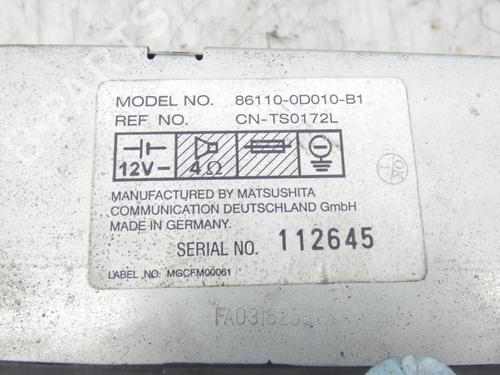 MODEL NO. 86110-0D010-B1
REF NO. CN-TS0172L
12V⎓ 4Ω
MANUFACTURED BY MATSUSHITA
COMMUNICATION DEUTSCHLAND GmbH
MADE IN GERMANY.
SERIAL NO. 112645
LABEL NO. MGCFM00061
OK